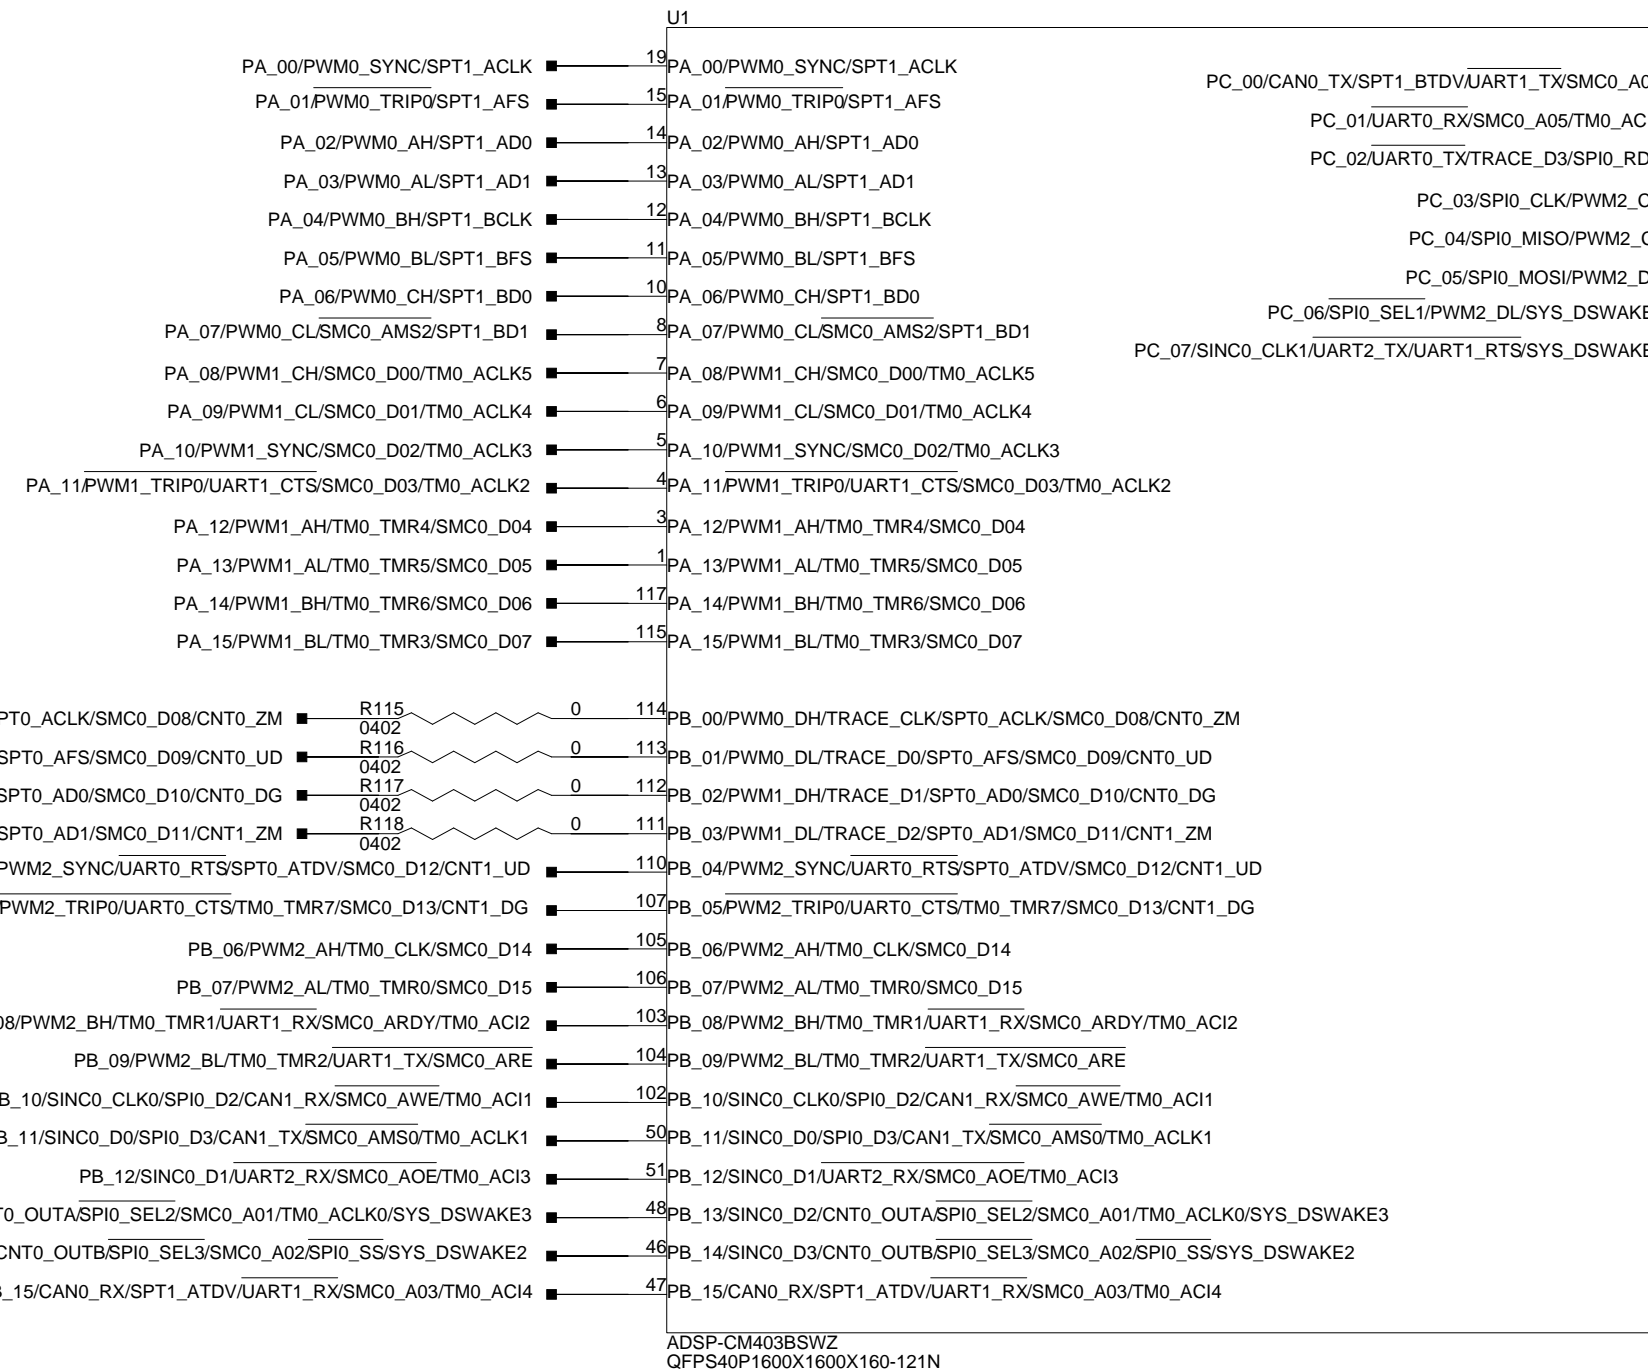 U1
PA_00/PWM0_SYNC/SPT1_ACLK 19 PA_00/PWM0_SYNC/SPT1_ACLK
PC_00/CAN0_TX/SPT1_BTDV/UART1_TX/SMC0_A0
PA_01/PWM0_TRIP0/SPT1_AFS 15 PA_01/PWM0_TRIP0/SPT1_AFS
PC_01/UART0_RX/SMC0_A05/TM0_AC
PA_02/PWM0_AH/SPT1_AD0 14 PA_02/PWM0_AH/SPT1_AD0
PC_02/UART0_TX/TRACE_D3/SPI0_RD
PA_03/PWM0_AL/SPT1_AD1 13 PA_03/PWM0_AL/SPT1_AD1
PC_03/SPI0_CLK/PWM2_C
PA_04/PWM0_BH/SPT1_BCLK 12 PA_04/PWM0_BH/SPT1_BCLK
PC_04/SPI0_MISO/PWM2_C
PA_05/PWM0_BL/SPT1_BFS 11 PA_05/PWM0_BL/SPT1_BFS
PC_05/SPI0_MOSI/PWM2_D
PA_06/PWM0_CH/SPT1_BD0 10 PA_06/PWM0_CH/SPT1_BD0
PC_06/SPI0_SEL1/PWM2_DL/SYS_DSWAKE
PA_07/PWM0_CL/SMC0_AMS2/SPT1_BD1 8 PA_07/PWM0_CL/SMC0_AMS2/SPT1_BD1
PC_07/SINC0_CLK1/UART2_TX/UART1_RTS/SYS_DSWAKE
PA_08/PWM1_CH/SMC0_D00/TM0_ACLK5 7 PA_08/PWM1_CH/SMC0_D00/TM0_ACLK5
PA_09/PWM1_CL/SMC0_D01/TM0_ACLK4 6 PA_09/PWM1_CL/SMC0_D01/TM0_ACLK4
PA_10/PWM1_SYNC/SMC0_D02/TM0_ACLK3 5 PA_10/PWM1_SYNC/SMC0_D02/TM0_ACLK3
PA_11/PWM1_TRIP0/UART1_CTS/SMC0_D03/TM0_ACLK2 4 PA_11/PWM1_TRIP0/UART1_CTS/SMC0_D03/TM0_ACLK2
PA_12/PWM1_AH/TM0_TMR4/SMC0_D04 3 PA_12/PWM1_AH/TM0_TMR4/SMC0_D04
PA_13/PWM1_AL/TM0_TMR5/SMC0_D05 1 PA_13/PWM1_AL/TM0_TMR5/SMC0_D05
PA_14/PWM1_BH/TM0_TMR6/SMC0_D06 117 PA_14/PWM1_BH/TM0_TMR6/SMC0_D06
PA_15/PWM1_BL/TM0_TMR3/SMC0_D07 115 PA_15/PWM1_BL/TM0_TMR3/SMC0_D07
PT0_ACLK/SMC0_D08/CNT0_ZM R115 0 114 PB_00/PWM0_DH/TRACE_CLK/SPT0_ACLK/SMC0_D08/CNT0_ZM
0402
SPT0_AFS/SMC0_D09/CNT0_UD R116 0 113 PB_01/PWM0_DL/TRACE_D0/SPT0_AFS/SMC0_D09/CNT0_UD
0402
SPT0_AD0/SMC0_D10/CNT0_DG R117 0 112 PB_02/PWM1_DH/TRACE_D1/SPT0_AD0/SMC0_D10/CNT0_DG
0402
SPT0_AD1/SMC0_D11/CNT1_ZM R118 0 111 PB_03/PWM1_DL/TRACE_D2/SPT0_AD1/SMC0_D11/CNT1_ZM
0402
PWM2_SYNC/UART0_RTS/SPT0_ATDV/SMC0_D12/CNT1_UD 110 PB_04/PWM2_SYNC/UART0_RTS/SPT0_ATDV/SMC0_D12/CNT1_UD
PWM2_TRIP0/UART0_CTS/TM0_TMR7/SMC0_D13/CNT1_DG 107 PB_05/PWM2_TRIP0/UART0_CTS/TM0_TMR7/SMC0_D13/CNT1_DG
PB_06/PWM2_AH/TM0_CLK/SMC0_D14 105 PB_06/PWM2_AH/TM0_CLK/SMC0_D14
PB_07/PWM2_AL/TM0_TMR0/SMC0_D15 106 PB_07/PWM2_AL/TM0_TMR0/SMC0_D15
08/PWM2_BH/TM0_TMR1/UART1_RX/SMC0_ARDY/TM0_ACI2 103 PB_08/PWM2_BH/TM0_TMR1/UART1_RX/SMC0_ARDY/TM0_ACI2
PB_09/PWM2_BL/TM0_TMR2/UART1_TX/SMC0_ARE 104 PB_09/PWM2_BL/TM0_TMR2/UART1_TX/SMC0_ARE
B_10/SINC0_CLK0/SPI0_D2/CAN1_RX/SMC0_AWE/TM0_ACI1 102 PB_10/SINC0_CLK0/SPI0_D2/CAN1_RX/SMC0_AWE/TM0_ACI1
B_11/SINC0_D0/SPI0_D3/CAN1_TX/SMC0_AMS0/TM0_ACLK1 50 PB_11/SINC0_D0/SPI0_D3/CAN1_TX/SMC0_AMS0/TM0_ACLK1
PB_12/SINC0_D1/UART2_RX/SMC0_AOE/TM0_ACI3 51 PB_12/SINC0_D1/UART2_RX/SMC0_AOE/TM0_ACI3
T0_OUTA/SPI0_SEL2/SMC0_A01/TM0_ACLK0/SYS_DSWAKE3 48 PB_13/SINC0_D2/CNT0_OUTA/SPI0_SEL2/SMC0_A01/TM0_ACLK0/SYS_DSWAKE3
CNT0_OUTB/SPI0_SEL3/SMC0_A02/SPI0_SS/SYS_DSWAKE2 46 PB_14/SINC0_D3/CNT0_OUTB/SPI0_SEL3/SMC0_A02/SPI0_SS/SYS_DSWAKE2
_15/CAN0_RX/SPT1_ATDV/UART1_RX/SMC0_A03/TM0_ACI4 47 PB_15/CAN0_RX/SPT1_ATDV/UART1_RX/SMC0_A03/TM0_ACI4
ADSP-CM403BSWZ
QFPS40P1600X1600X160-121N